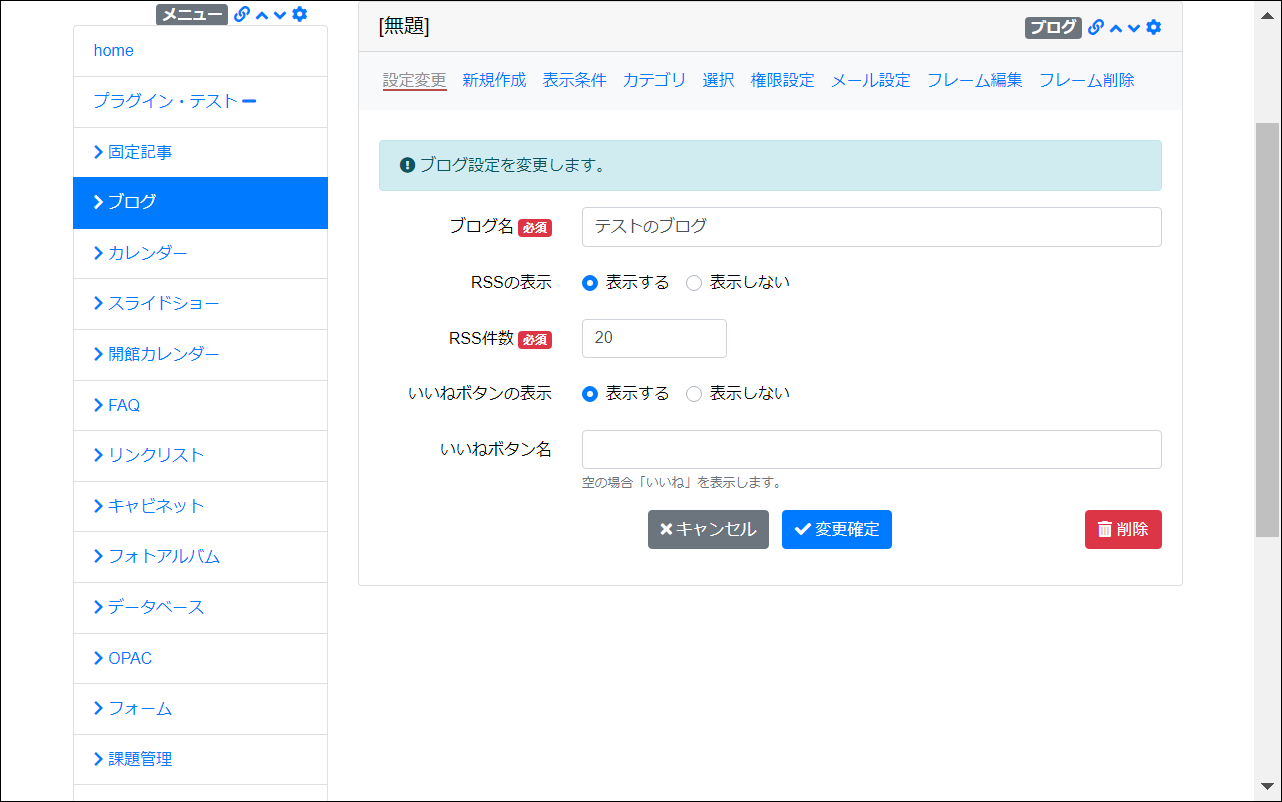 メニュー
home
プラグイン・テスト
固定記事
ブログ
カレンダー
スライドショー
開館カレンダー
FAQ
リンクリスト
キャビネット
フォトアルバム
データベース
OPAC
フォーム
課題管理
[無題]
ブログ
設定変更 新規作成 表示条件 カテゴリ 選択 権限設定 メール設定 フレーム編集 フレーム削除
ブログ設定を変更します。
ブログ名 必須 テストのブログ
RSSの表示 表示する 表示しない
RSS件数 必須 20
いいねボタンの表示 表示する 表示しない
いいねボタン名
空の場合「いいね」を表示します。
キャンセル 変更確定 削除